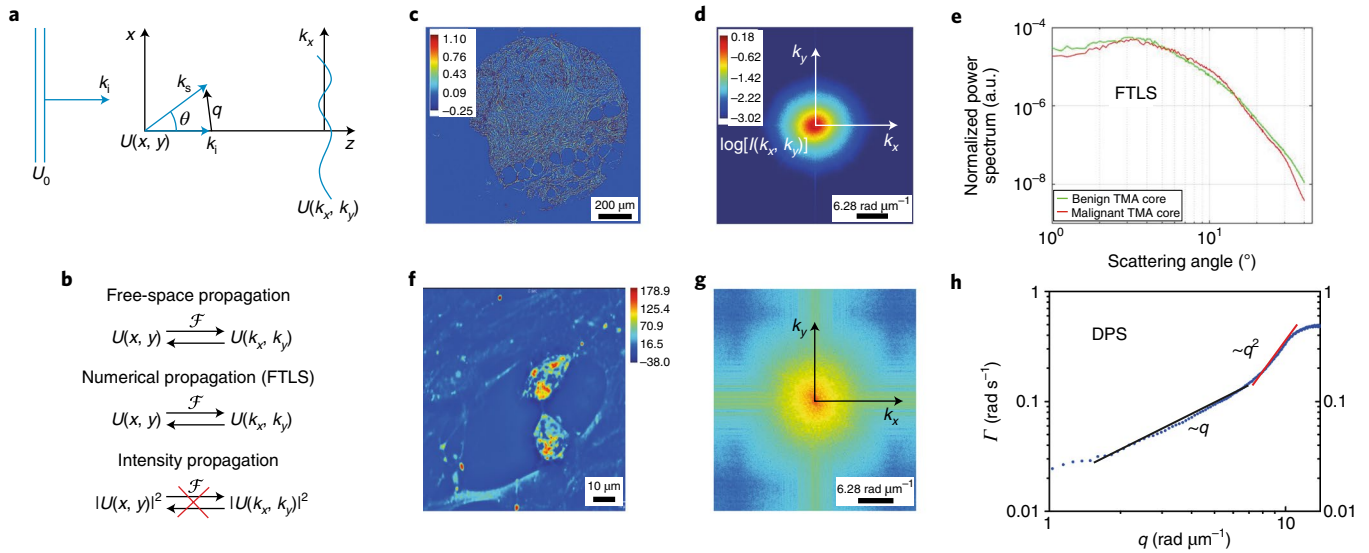 a
x
k_s
k_i
q
θ
U(x, y)
k_i
z
k_x
U_0
U(k_x, k_y)
b
Free-space propagation
ℱ
U(x, y) U(k_x, k_y)
Numerical propagation (FTLS)
ℱ
U(x, y) U(k_x, k_y)
Intensity propagation
ℱ
|U(x, y)|² |U(k_x, k_y)|²
c
1.10
0.76
0.43
0.09
−0.25
200 µm
d
0.18
−0.62
−1.42
−2.22
−3.02
k_y
k_x
log[I(k_x, k_y)]
6.28 rad µm⁻¹
e
Normalized power
spectrum (a.u.)
10⁻⁴
10⁻⁶
10⁻⁸
FTLS
Benign TMA core
Malignant TMA core
10⁰
10¹
Scattering angle (°)
f
178.9
125.4
70.9
16.5
−38.0
10 µm
g
k_y
k_x
6.28 rad µm⁻¹
h
Γ (rad s⁻¹)
1
0.1
0.01
DPS
~q²
~q
1
0.1
0.01
1
10
q (rad µm⁻¹)